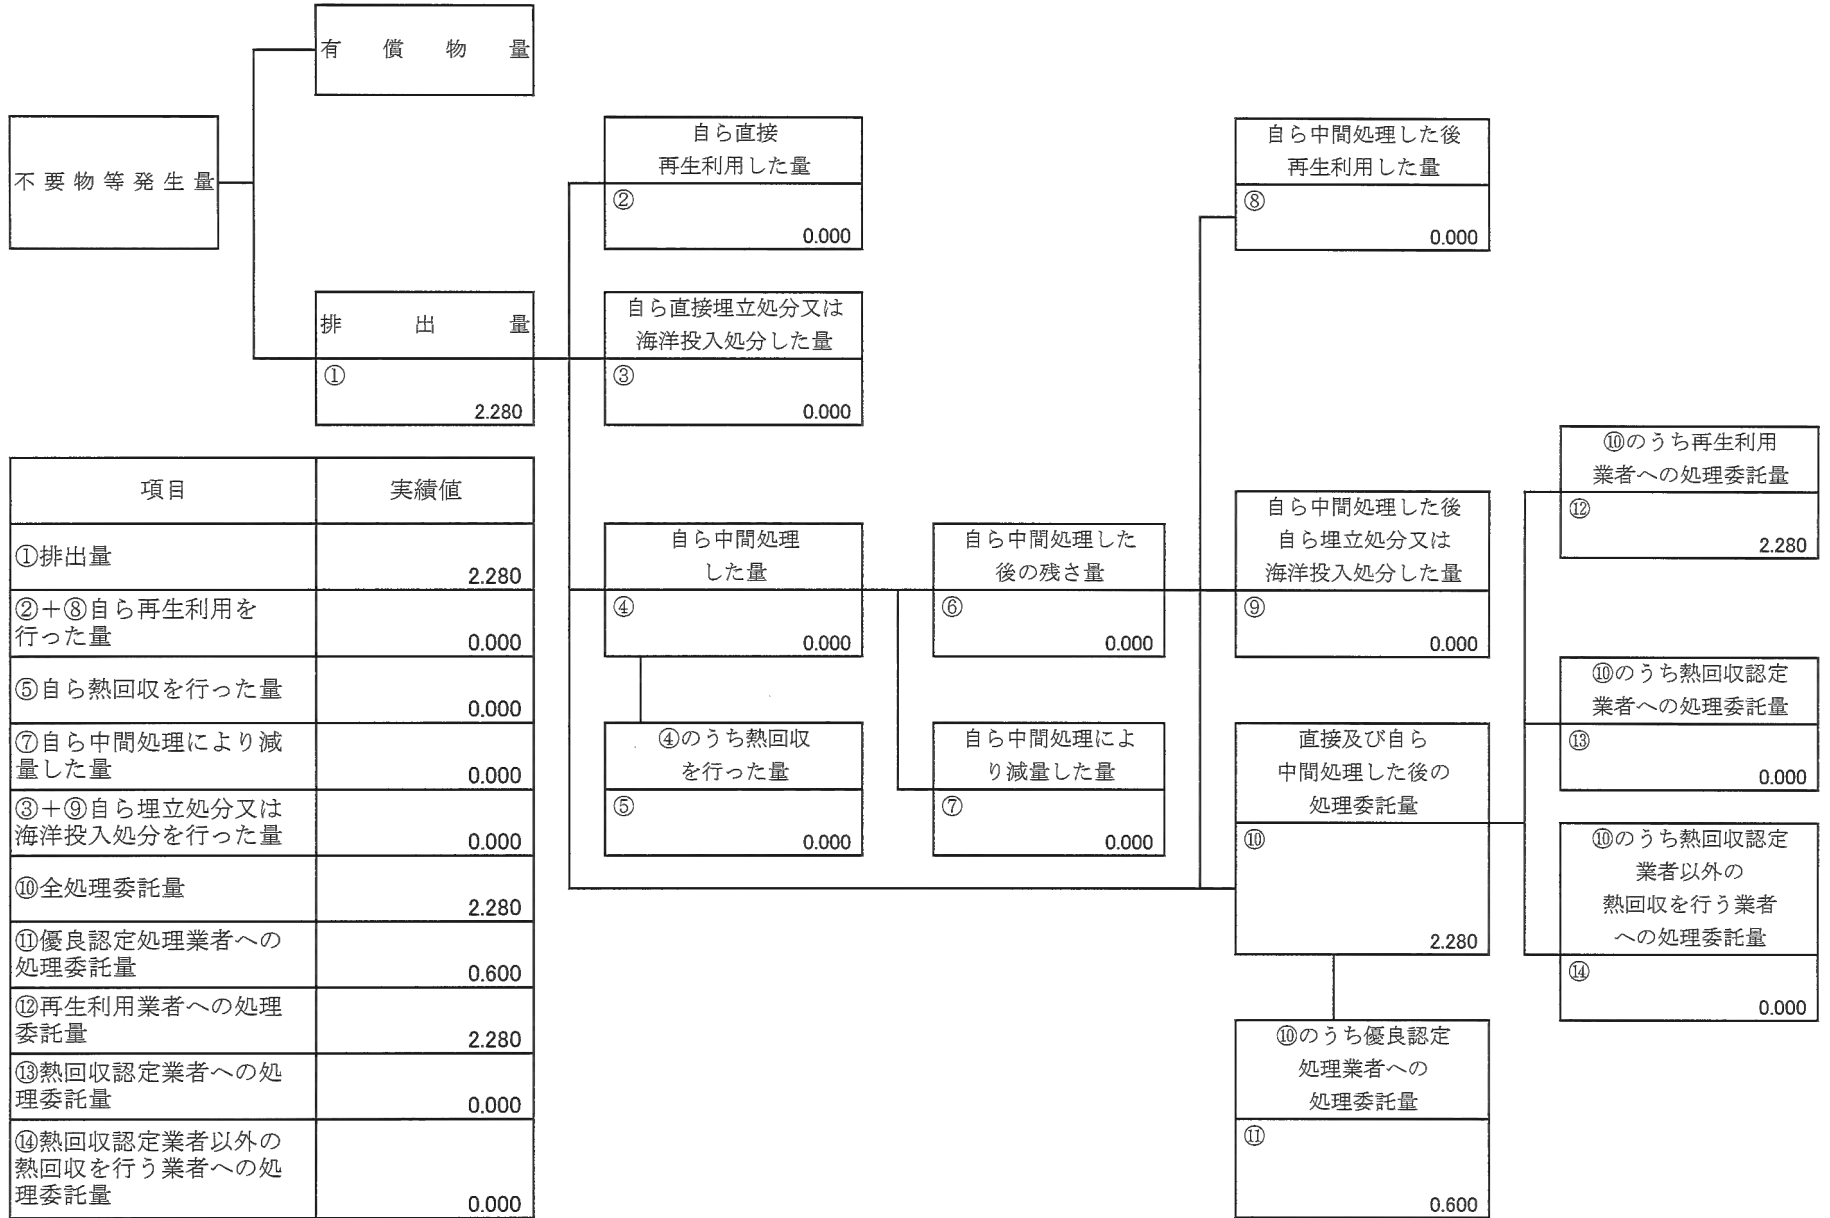 有償物量
不要物等発生量
排出量
①
2.280
自ら直接
再生利用した量
②
0.000
自ら直接埋立処分又は
海洋投入処分した量
③
0.000
自ら中間処理
した量
④
0.000
④のうち熱回収
を行った量
⑤
0.000
自ら中間処理した
後の残さ量
⑥
0.000
自ら中間処理によ
り減量した量
⑦
0.000
自ら中間処理した後
再生利用した量
⑧
0.000
自ら中間処理した後
自ら埋立処分又は
海洋投入処分した量
⑨
0.000
直接及び自ら
中間処理した後の
処理委託量
⑩
2.280
⑩のうち優良認定
処理業者への
処理委託量
⑪
0.600
⑩のうち再生利用
業者への処理委託量
⑫
2.280
⑩のうち熱回収認定
業者への処理委託量
⑬
0.000
⑩のうち熱回収認定
業者以外の
熱回収を行う業者
への処理委託量
⑭
0.000
項目 実績値
①排出量
2.280
②＋⑧自ら再生利用を
行った量
0.000
⑤自ら熱回収を行った量
0.000
⑦自ら中間処理により減
量した量
0.000
③＋⑨自ら埋立処分又は
海洋投入処分を行った量
0.000
⑩全処理委託量
2.280
⑪優良認定処理業者への
処理委託量
0.600
⑫再生利用業者への処理
委託量
2.280
⑬熱回収認定業者への処
理委託量
0.000
⑭熱回収認定業者以外の
熱回収を行う業者への処
理委託量
0.000